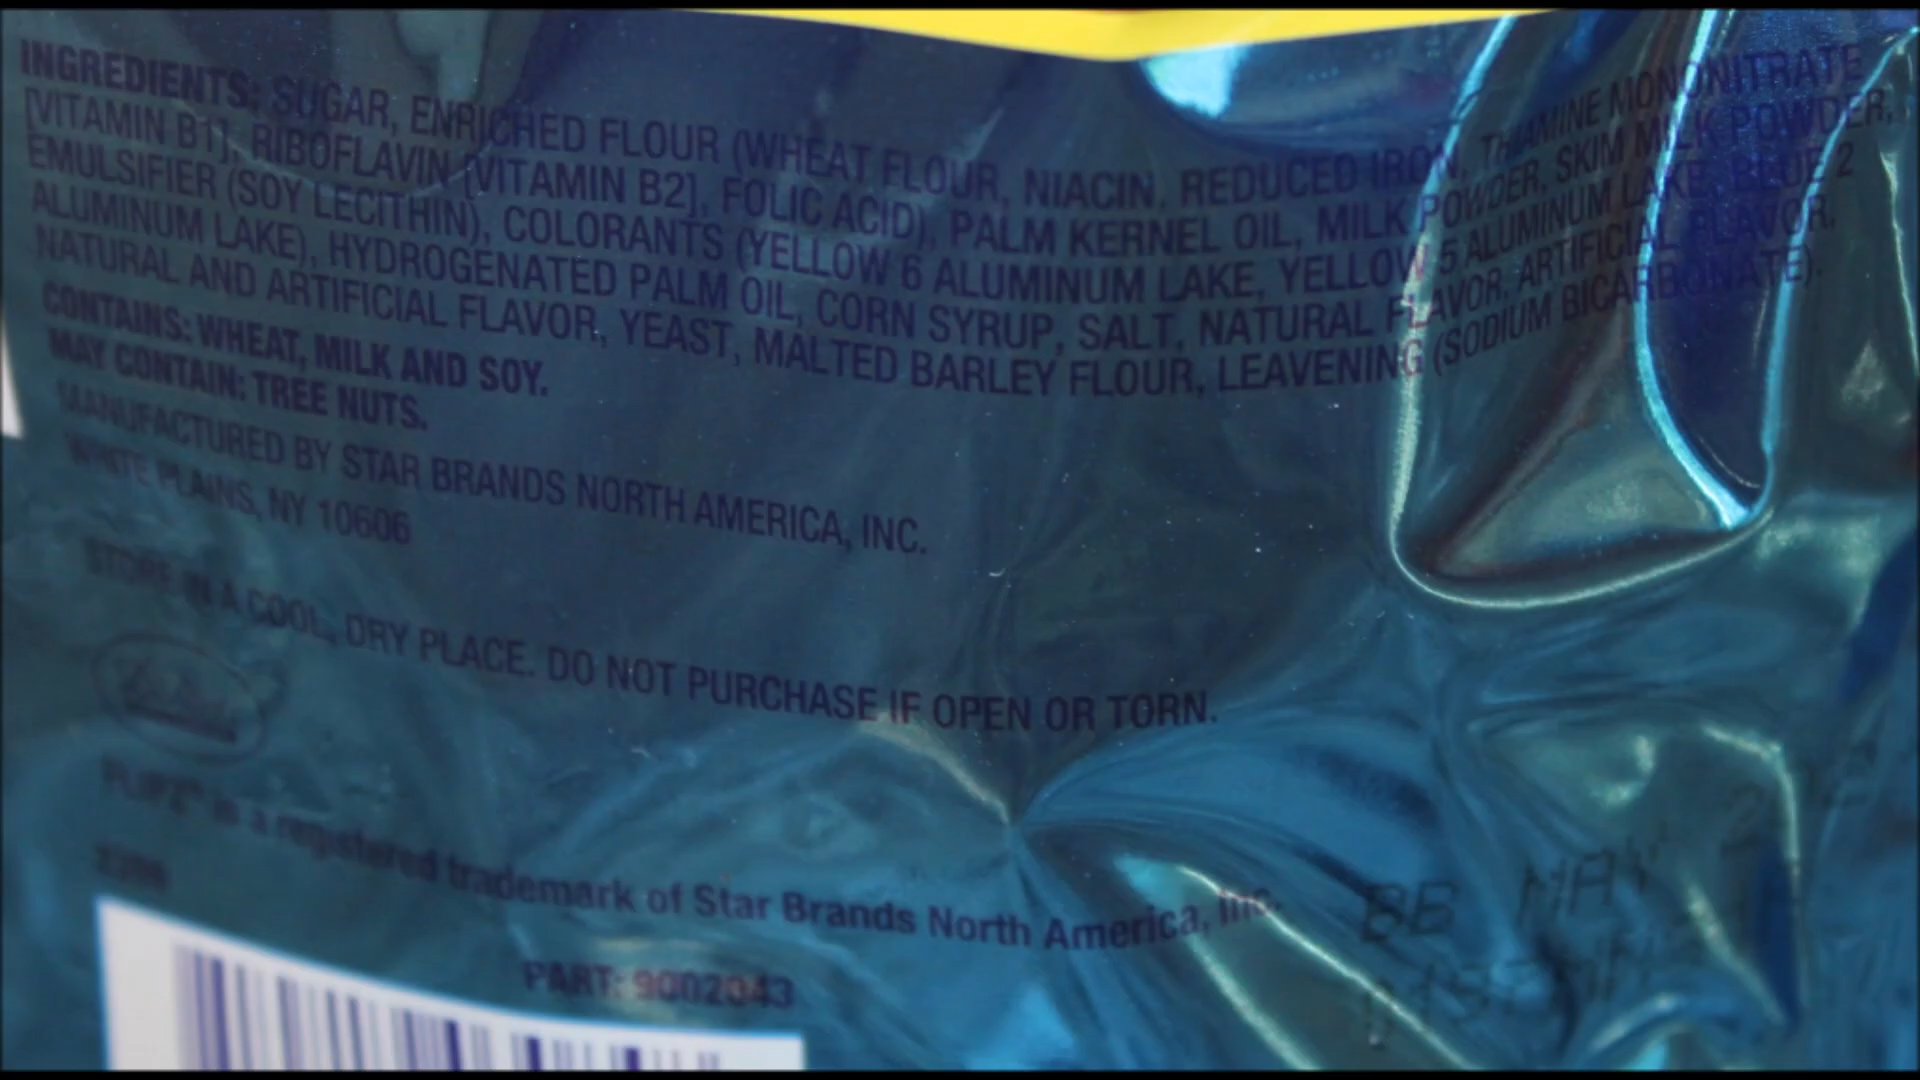 INGREDIENTS: SUGAR, ENRICHED FLOUR (WHEAT FLOUR, NIACIN, REDUCED IRON, THIAMINE MONONITRATE
[VITAMIN B1], RIBOFLAVIN [VITAMIN B2], FOLIC ACID), PALM KERNEL OIL, MILK POWDER, SKIM MILK POWDER,
EMULSIFIER (SOY LECITHIN), COLORANTS (YELLOW 6 ALUMINUM LAKE, YELLOW 5 ALUMINUM LAKE, BLUE 2
ALUMINUM LAKE), HYDROGENATED PALM OIL, CORN SYRUP, SALT, NATURAL FLAVOR, ARTIFICIAL FLAVOR,
NATURAL AND ARTIFICIAL FLAVOR, YEAST, MALTED BARLEY FLOUR, LEAVENING (SODIUM BICARBONATE).
CONTAINS: WHEAT, MILK AND SOY.
MAY CONTAIN: TREE NUTS.
MANUFACTURED BY STAR BRANDS NORTH AMERICA, INC.
WHITE PLAINS, NY 10606
STORE IN A COOL, DRY PLACE. DO NOT PURCHASE IF OPEN OR TORN.
FLIPZ® is a registered trademark of Star Brands North America, Inc.
PART: 9002043
BE MAY